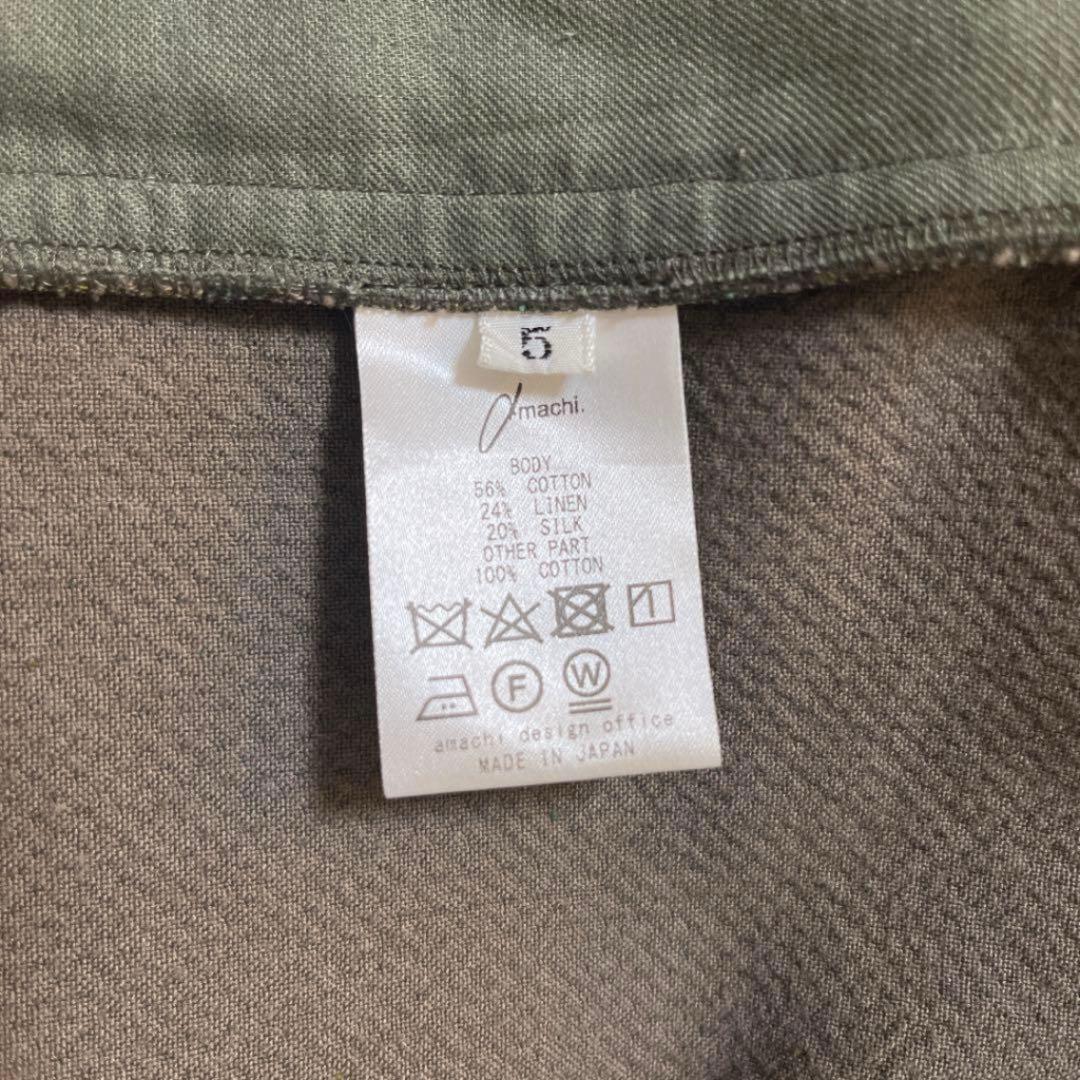 5
amachi.
BODY
56% COTTON
24% LINEN
20% SILK
OTHER PART
100% COTTON
F W
amachi design office
MADE IN JAPAN